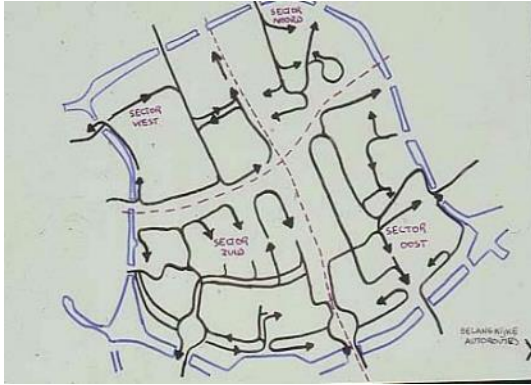 SECTOR
NOORD
SECTOR
WEST
SECTOR
ZUID
SECTOR
OOST
BELANGRIJKE
AUTOROUTES